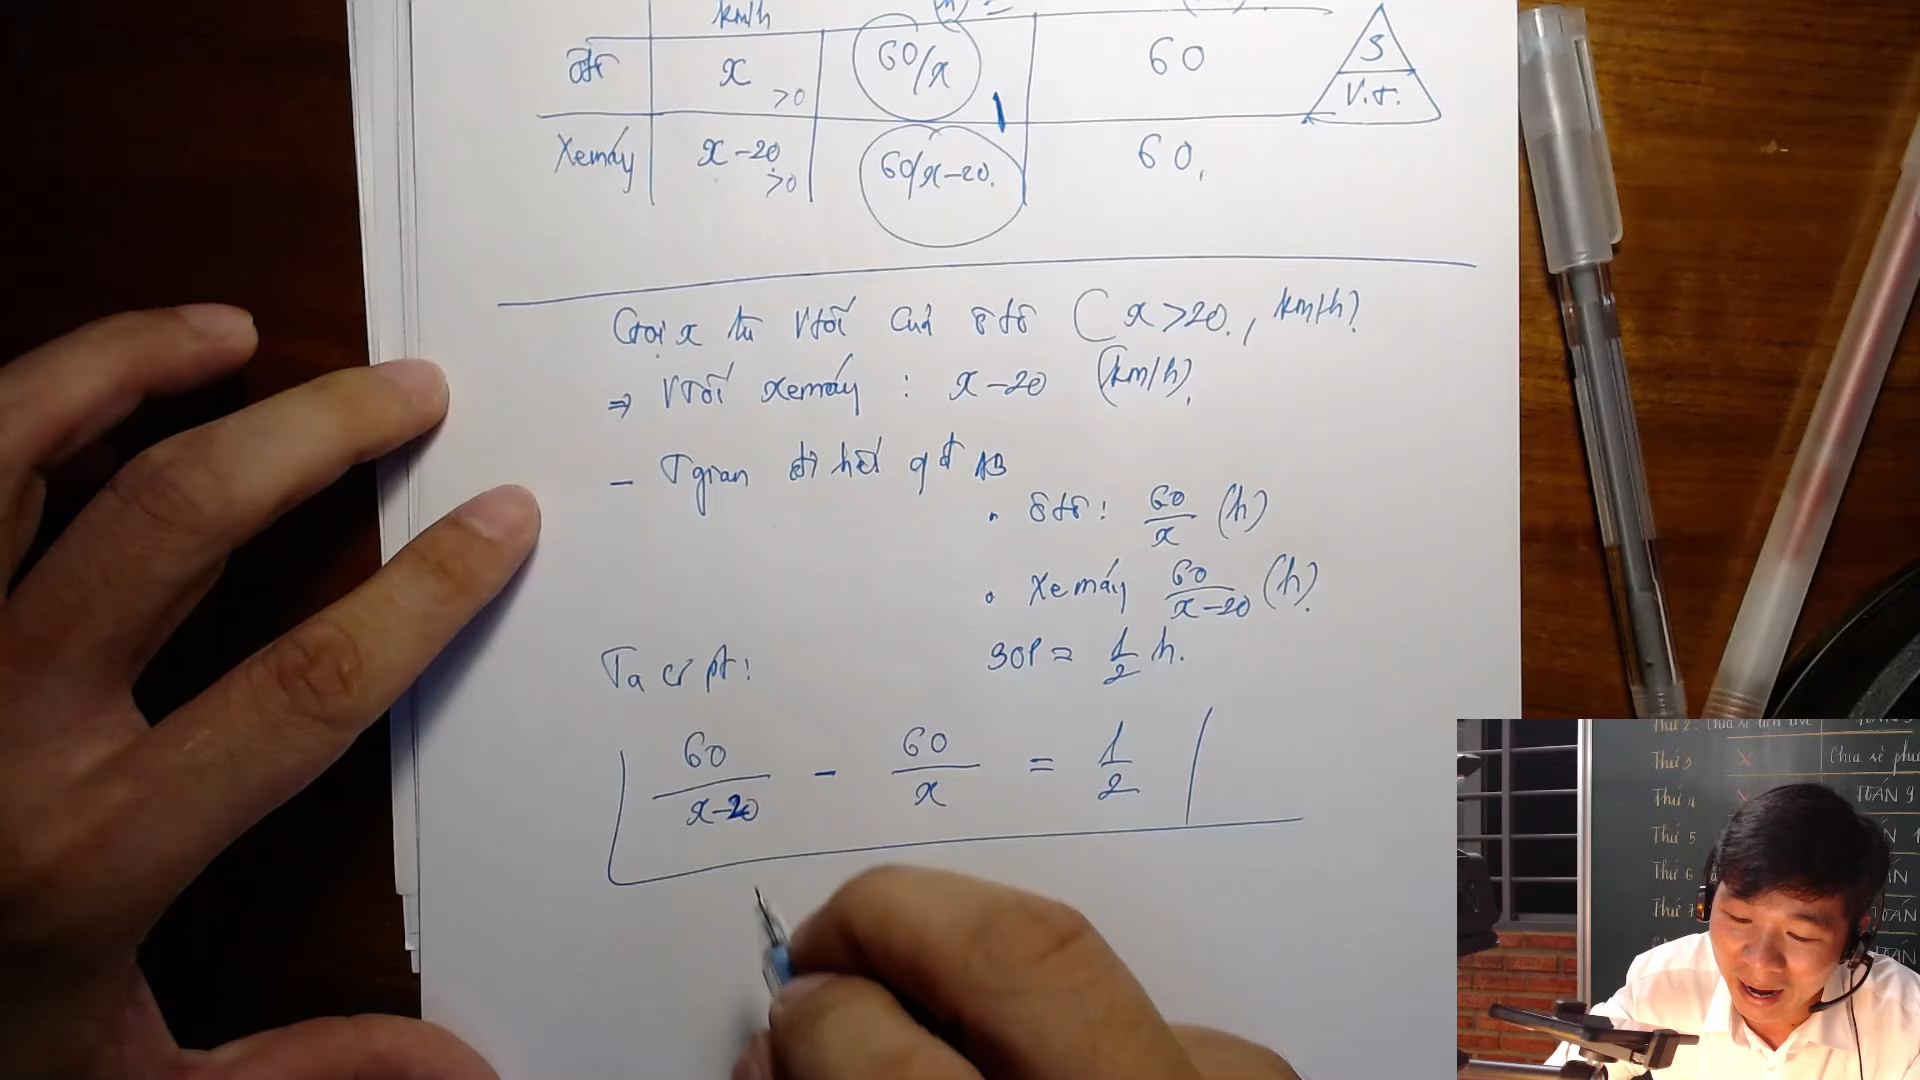 km/h
ôtô x >0 60/x 60 S
V.t.
Xe máy x-20 >0 60/x-20. 60.
Gọi x là Vtốc của ôtô (x>20., km/h)
⇒ Vtốc xe máy : x-20 (km/h).
- Tgian đi hết qđ AB
• ôtô: 60/x (h)
• Xe máy 60/x-20 (h).
30P = 1/2 h.
Ta có pt:
60/x-20 - 60/x = 1/2
Thứ 3: X Chia sẻ
Thứ 4: TOÁN 9
Thứ 5
Thứ 6
Thứ 7